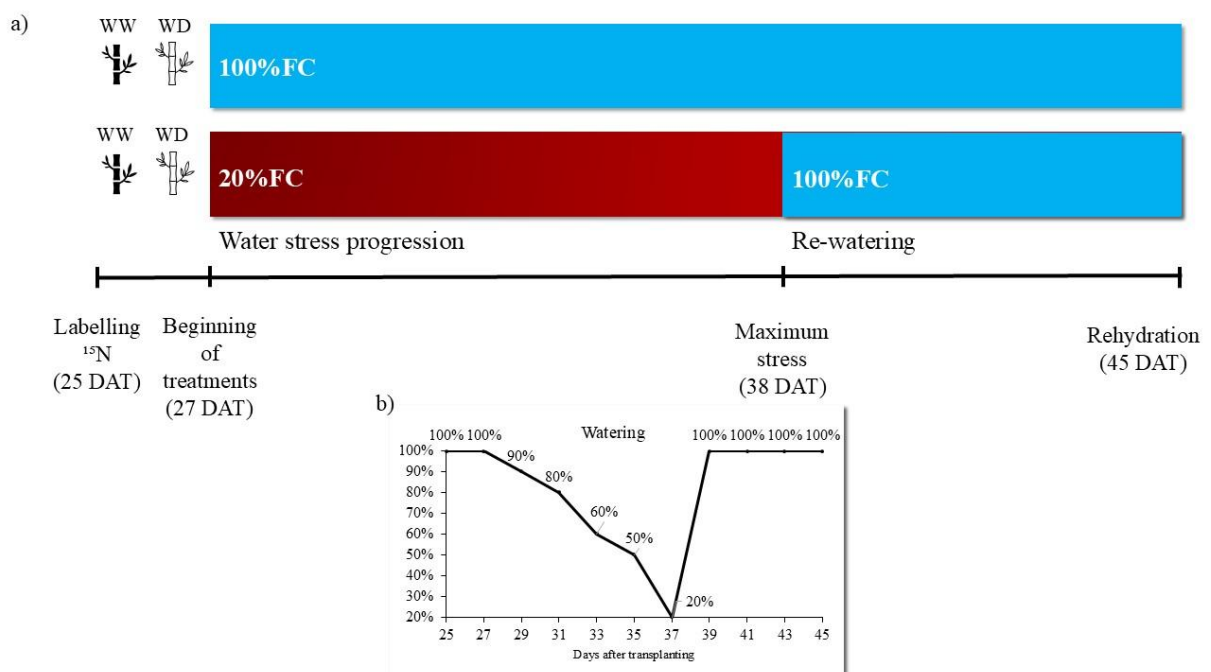 a)
WW WD
100%FC
WW WD
20%FC
100%FC
Water stress progression
Re-watering
Labelling
¹⁵N
(25 DAT)
Beginning
of
treatments
(27 DAT)
Maximum
stress
(38 DAT)
Rehydration
(45 DAT)
b)
Watering
100% 100%
90%
80%
60%
50%
20%
100% 100% 100% 100%
100%
90%
80%
70%
60%
50%
40%
30%
20%
25 27 29 31 33 35 37 39 41 43 45
Days after transplanting